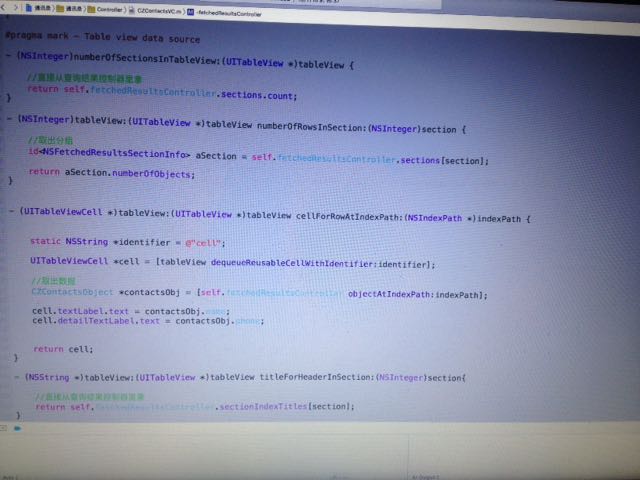 通讯录 通讯录 Controller CZContactsVC.m -fetchedResultsController
#pragma mark - Table view data source
- (NSInteger)numberOfSectionsInTableView:(UITableView *)tableView {
//直接从查询结果控制器里拿
return self.fetchedResultsController.sections.count;
}
- (NSInteger)tableView:(UITableView *)tableView numberOfRowsInSection:(NSInteger)section {
//取出分组
id<NSFetchedResultsSectionInfo> aSection = self.fetchedResultsController.sections[section];
return aSection.numberOfObjects;
}
- (UITableViewCell *)tableView:(UITableView *)tableView cellForRowAtIndexPath:(NSIndexPath *)indexPath {
static NSString *identifier = @"cell";
UITableViewCell *cell = [tableView dequeueReusableCellWithIdentifier:identifier];
//取出数据
CZContactsObject *contactsObj = [self.fetchedResultsController objectAtIndexPath:indexPath];
cell.textLabel.text = contactsObj.name;
cell.detailTextLabel.text = contactsObj.phone;
return cell;
}
- (NSString *)tableView:(UITableView *)tableView titleForHeaderInSection:(NSInteger)section{
//直接从查询结果控制器里拿
return self.fetchedResultsController.sectionIndexTitles[section];
}